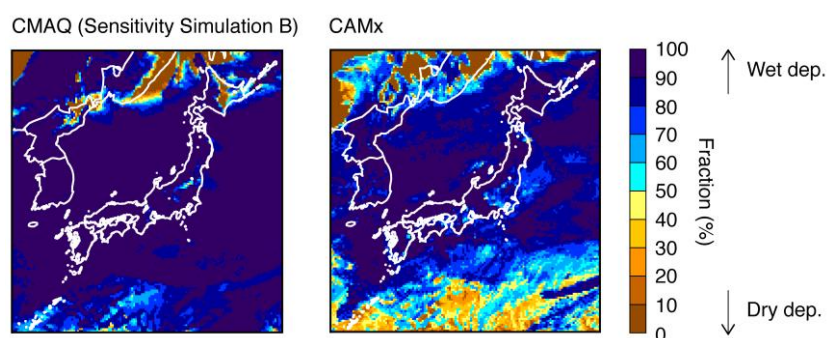 CMAQ (Sensitivity Simulation B)
CAMx
100
90
80
70
60
50
40
30
20
10
0
Fraction (%)
Wet dep.
Dry dep.